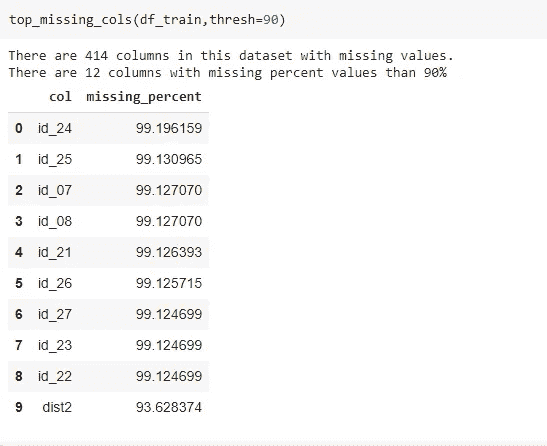 top_missing_cols(df_train,thresh=90)
There are 414 columns in this dataset with missing values.
There are 12 columns with missing percent values than 90%
col missing_percent
0 id_24 99.196159
1 id_25 99.130965
2 id_07 99.127070
3 id_08 99.127070
4 id_21 99.126393
5 id_26 99.125715
6 id_27 99.124699
7 id_23 99.124699
8 id_22 99.124699
9 dist2 93.628374